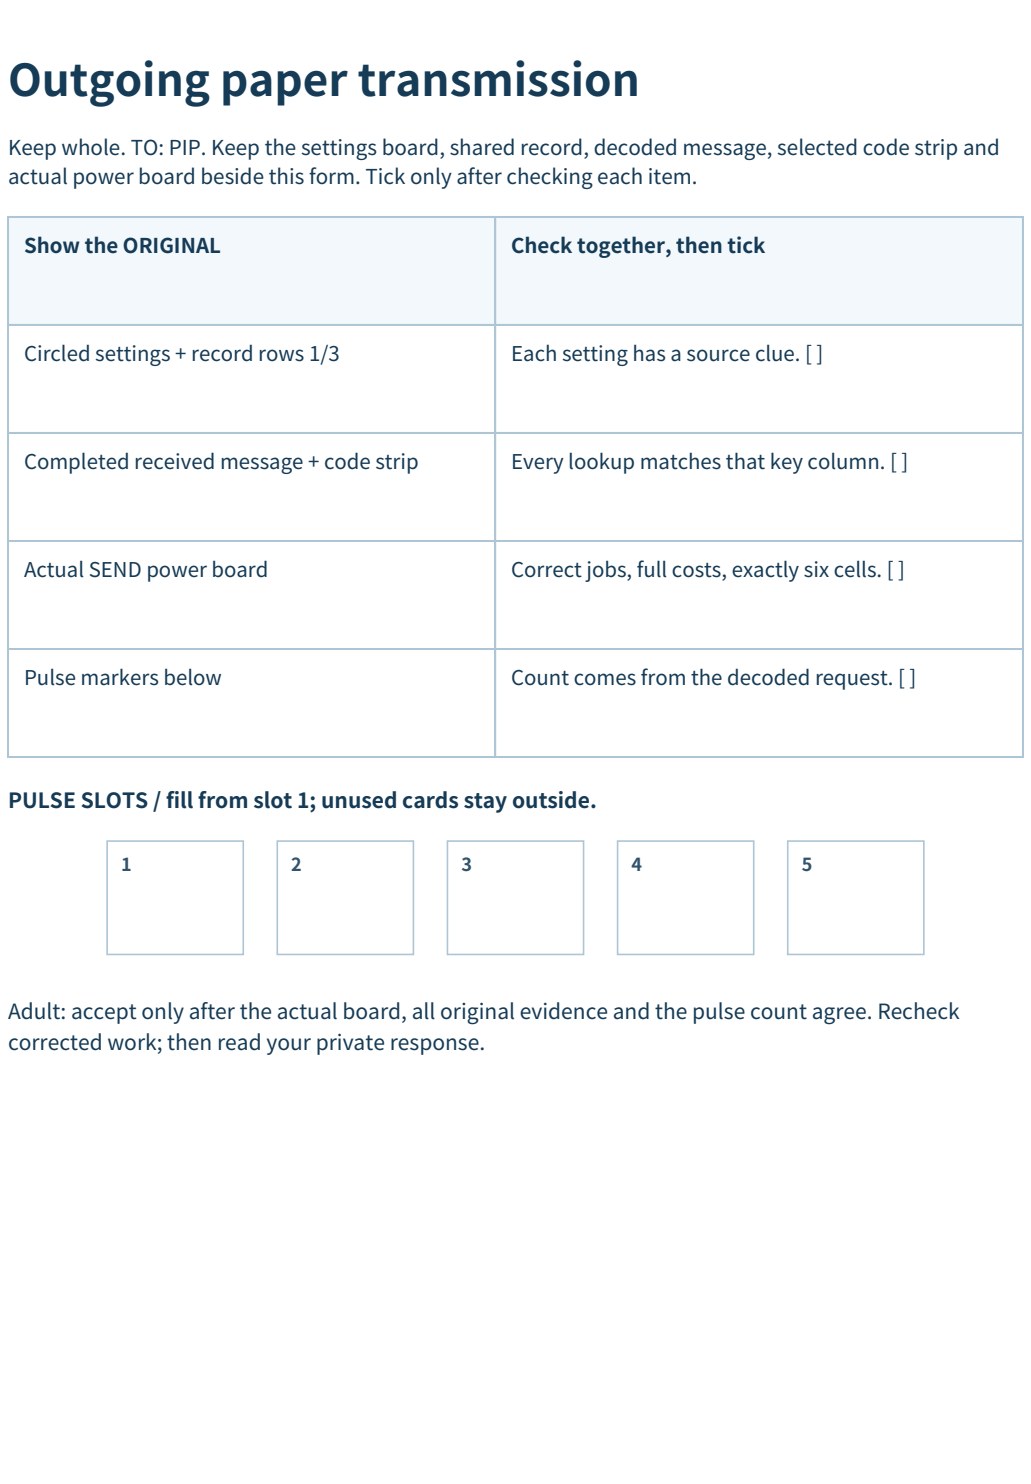 Outgoing paper transmission
Keep whole. TO: PIP. Keep the settings board, shared record, decoded message, selected code strip and
actual power board beside this form. Tick only after checking each item.
Show the ORIGINAL
Check together, then tick
Circled settings + record rows 1/3
Each setting has a source clue. [ ]
Completed received message + code strip
Every lookup matches that key column. [ ]
Actual SEND power board
Correct jobs, full costs, exactly six cells. [ ]
Pulse markers below
Count comes from the decoded request. [ ]
PULSE SLOTS / fill from slot 1; unused cards stay outside.
1
2
3
4
5
Adult: accept only after the actual board, all original evidence and the pulse count agree. Recheck
corrected work; then read your private response.